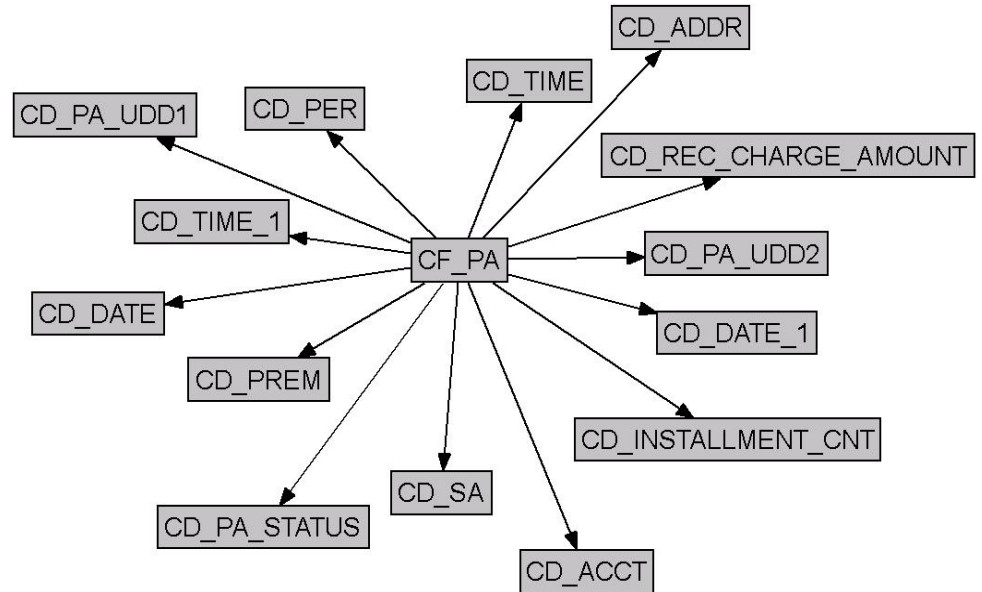 CD_ADDR
CD_TIME
CD_PER
CD_PA_UDD1
CD_REC_CHARGE_AMOUNT
CD_TIME_1
CF_PA
CD_PA_UDD2
CD_DATE
CD_DATE_1
CD_PREM
CD_INSTALLMENT_CNT
CD_SA
CD_PA_STATUS
CD_ACCT